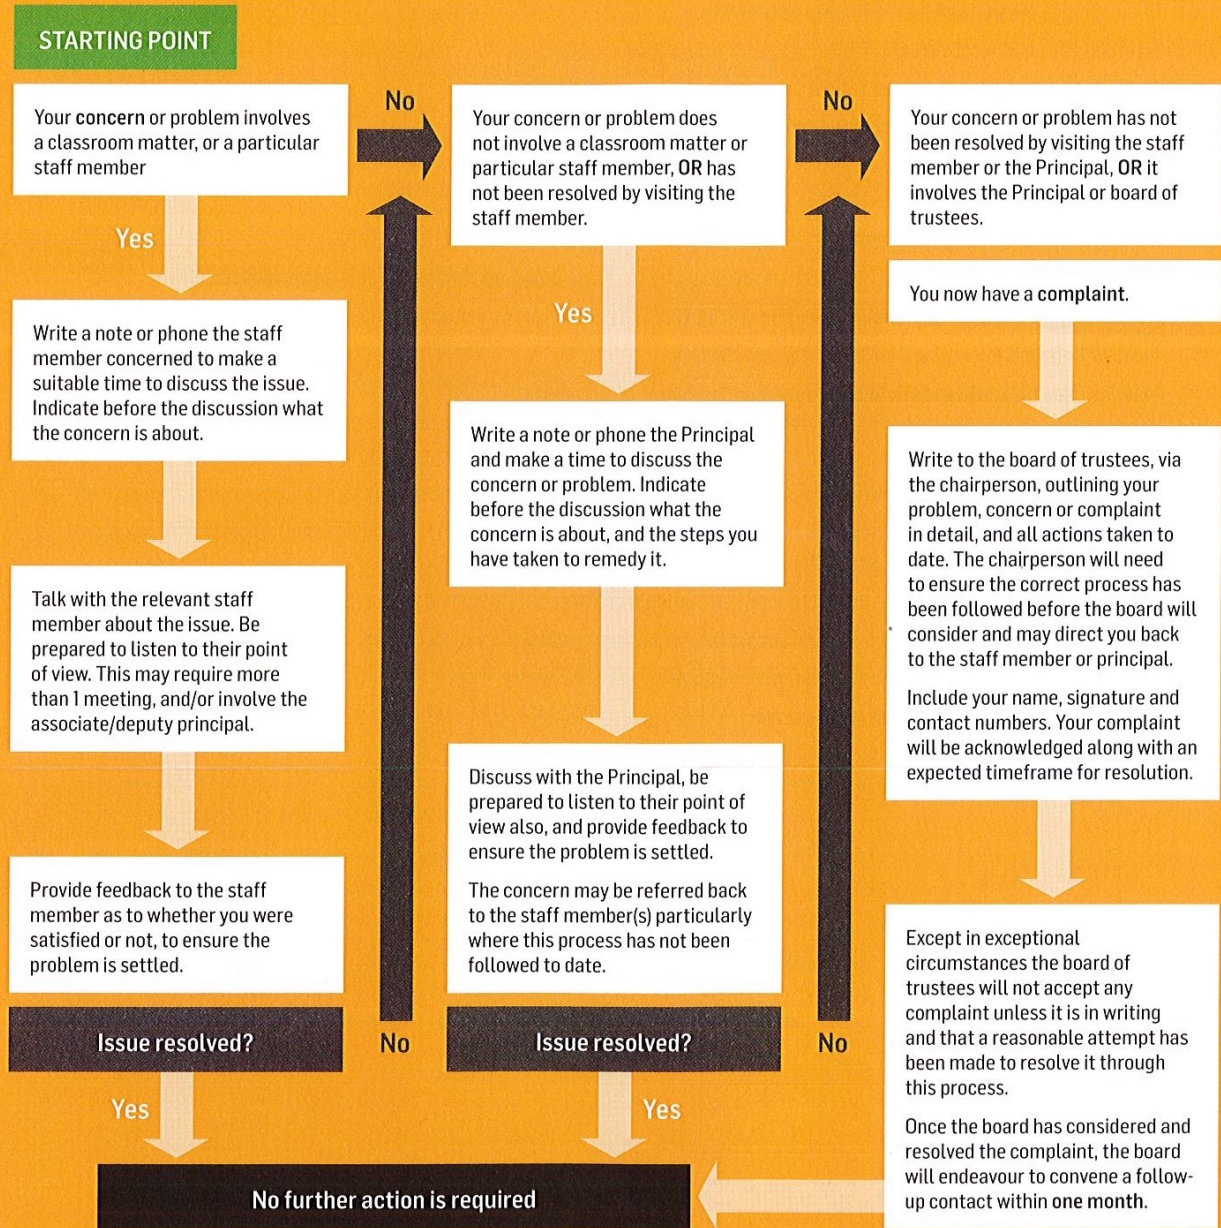 STARTING POINT
Your concern or problem involves
a classroom matter, or a particular
staff member
Yes
Write a note or phone the staff
member concerned to make a
suitable time to discuss the issue.
Indicate before the discussion what
the concern is about.
Talk with the relevant staff
member about the issue. Be
prepared to listen to their point
of view. This may require more
than 1 meeting, and/or involve the
associate/deputy principal.
Provide feedback to the staff
member as to whether you were
satisfied or not, to ensure the
problem is settled.
Issue resolved?
Yes
No
No
Your concern or problem does
not involve a classroom matter or
particular staff member, OR has
not been resolved by visiting the
staff member.
Yes
Write a note or phone the Principal
and make a time to discuss the
concern or problem. Indicate
before the discussion what the
concern is about, and the steps you
have taken to remedy it.
Discuss with the Principal, be
prepared to listen to their point of
view also, and provide feedback to
ensure the problem is settled.
The concern may be referred back
to the staff member(s) particularly
where this process has not been
followed to date.
Issue resolved?
Yes
No
No
Your concern or problem has not
been resolved by visiting the staff
member or the Principal, OR it
involves the Principal or board of
trustees.
You now have a complaint.
Write to the board of trustees, via
the chairperson, outlining your
problem, concern or complaint
in detail, and all actions taken to
date. The chairperson will need
to ensure the correct process has
been followed before the board will
consider and may direct you back
to the staff member or principal.
Include your name, signature and
contact numbers. Your complaint
will be acknowledged along with an
expected timeframe for resolution.
Except in exceptional
circumstances the board of
trustees will not accept any
complaint unless it is in writing
and that a reasonable attempt has
been made to resolve it through
this process.
Once the board has considered and
resolved the complaint, the board
will endeavour to convene a follow-
up contact within one month.
No further action is required